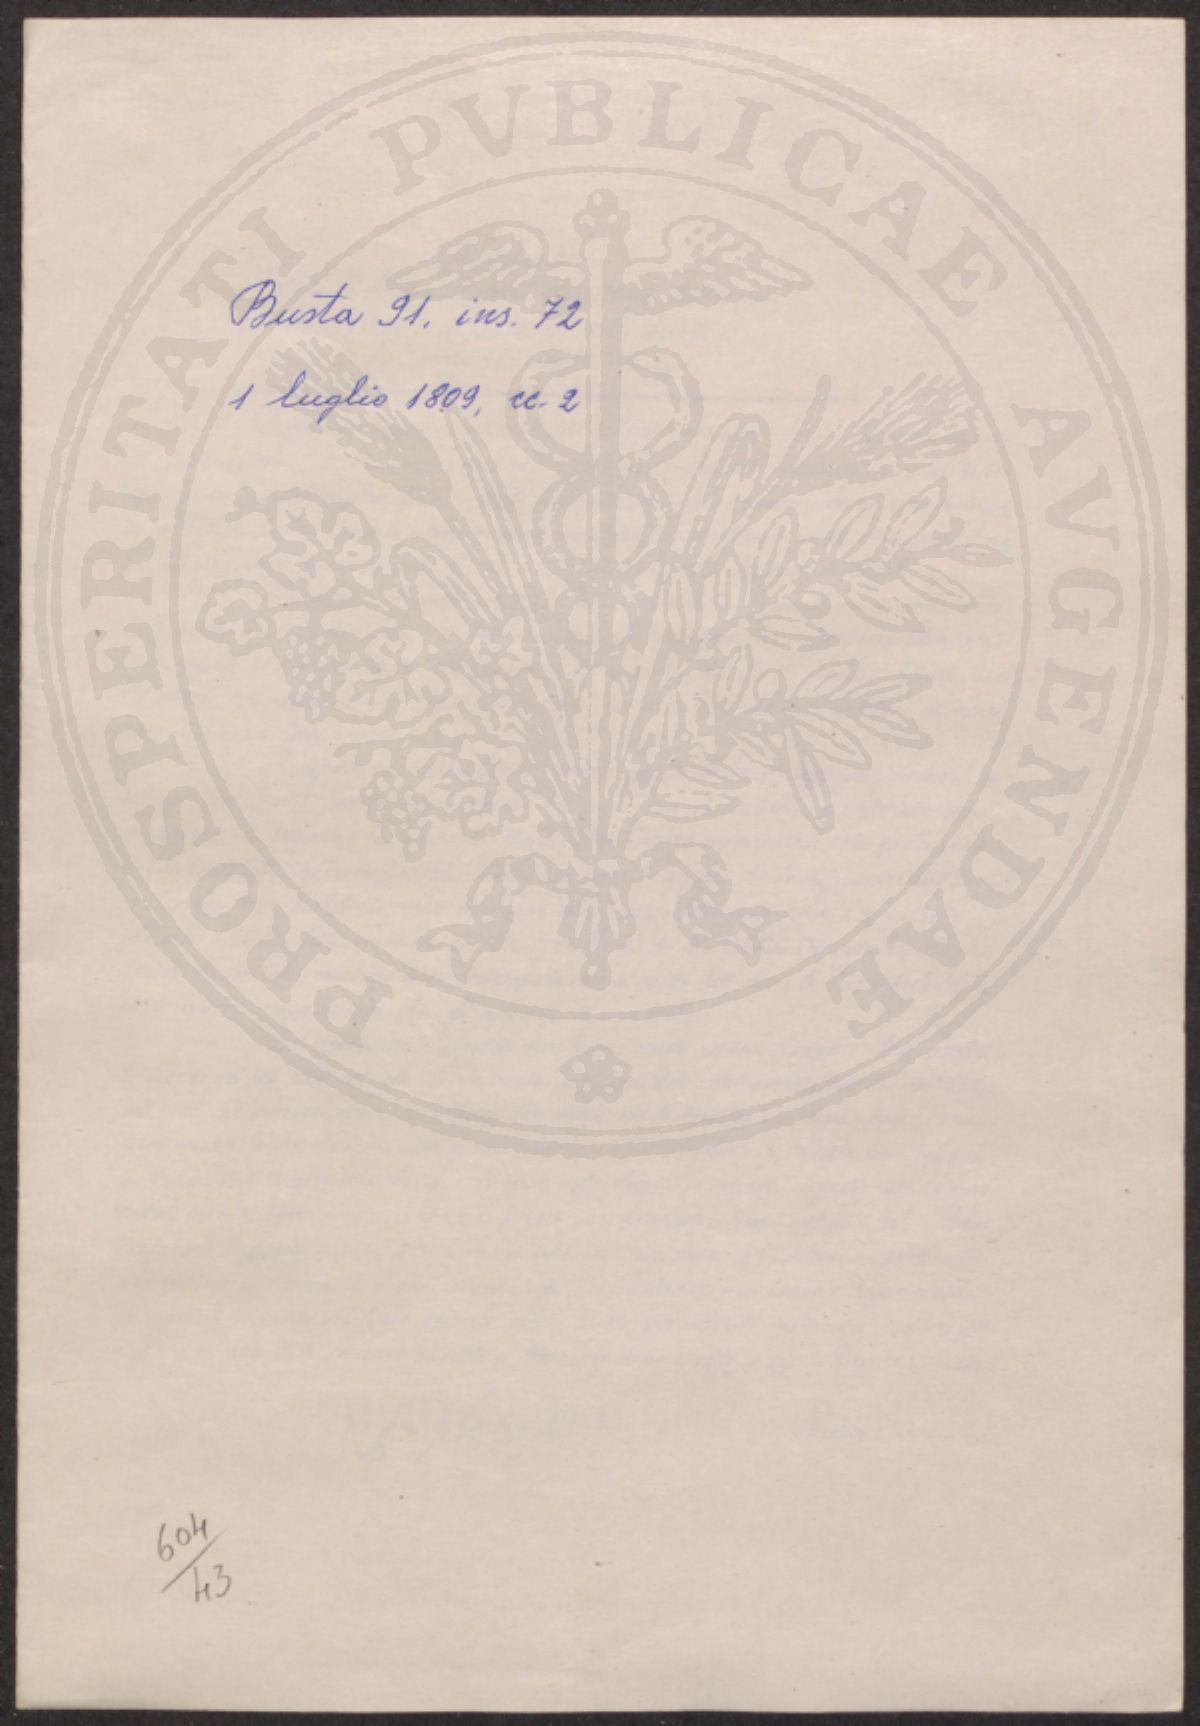 PROSPERITATI PVBLICAE AVGENDAE
Busta 91, ins. 72
1 luglio 1809, cc. 2
604
43